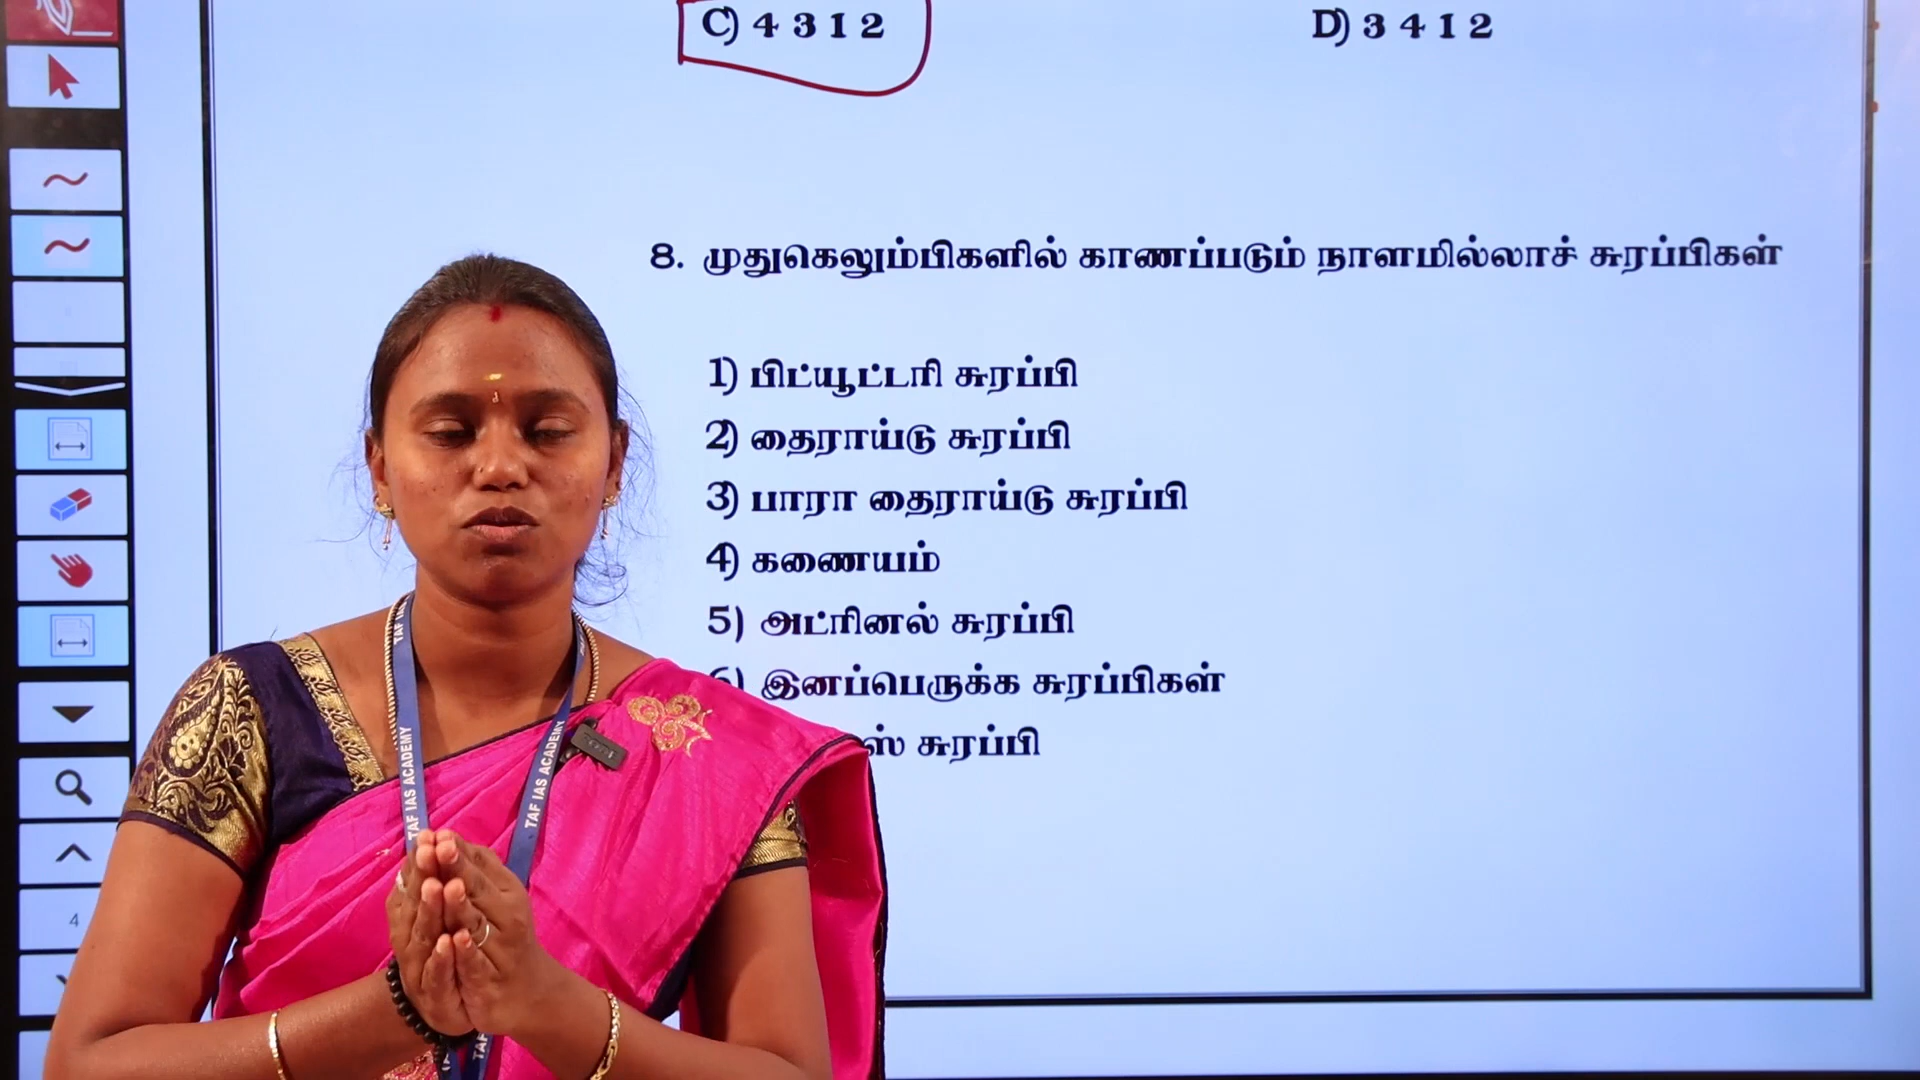 C) 4 3 1 2
D) 3 4 1 2
8. முதுகெலும்பிகளில் காணப்படும் நாளமில்லாச் சுரப்பிகள்
1) பிட்யூட்டரி சுரப்பி
2) தைராய்டு சுரப்பி
3) பாரா தைராய்டு சுரப்பி
4) கணையம்
5) அட்ரினல் சுரப்பி
6) இனப்பெருக்க சுரப்பிகள்
சுரப்பி
4
TAF IAS ACADEMY
TAF IAS ACADEMY